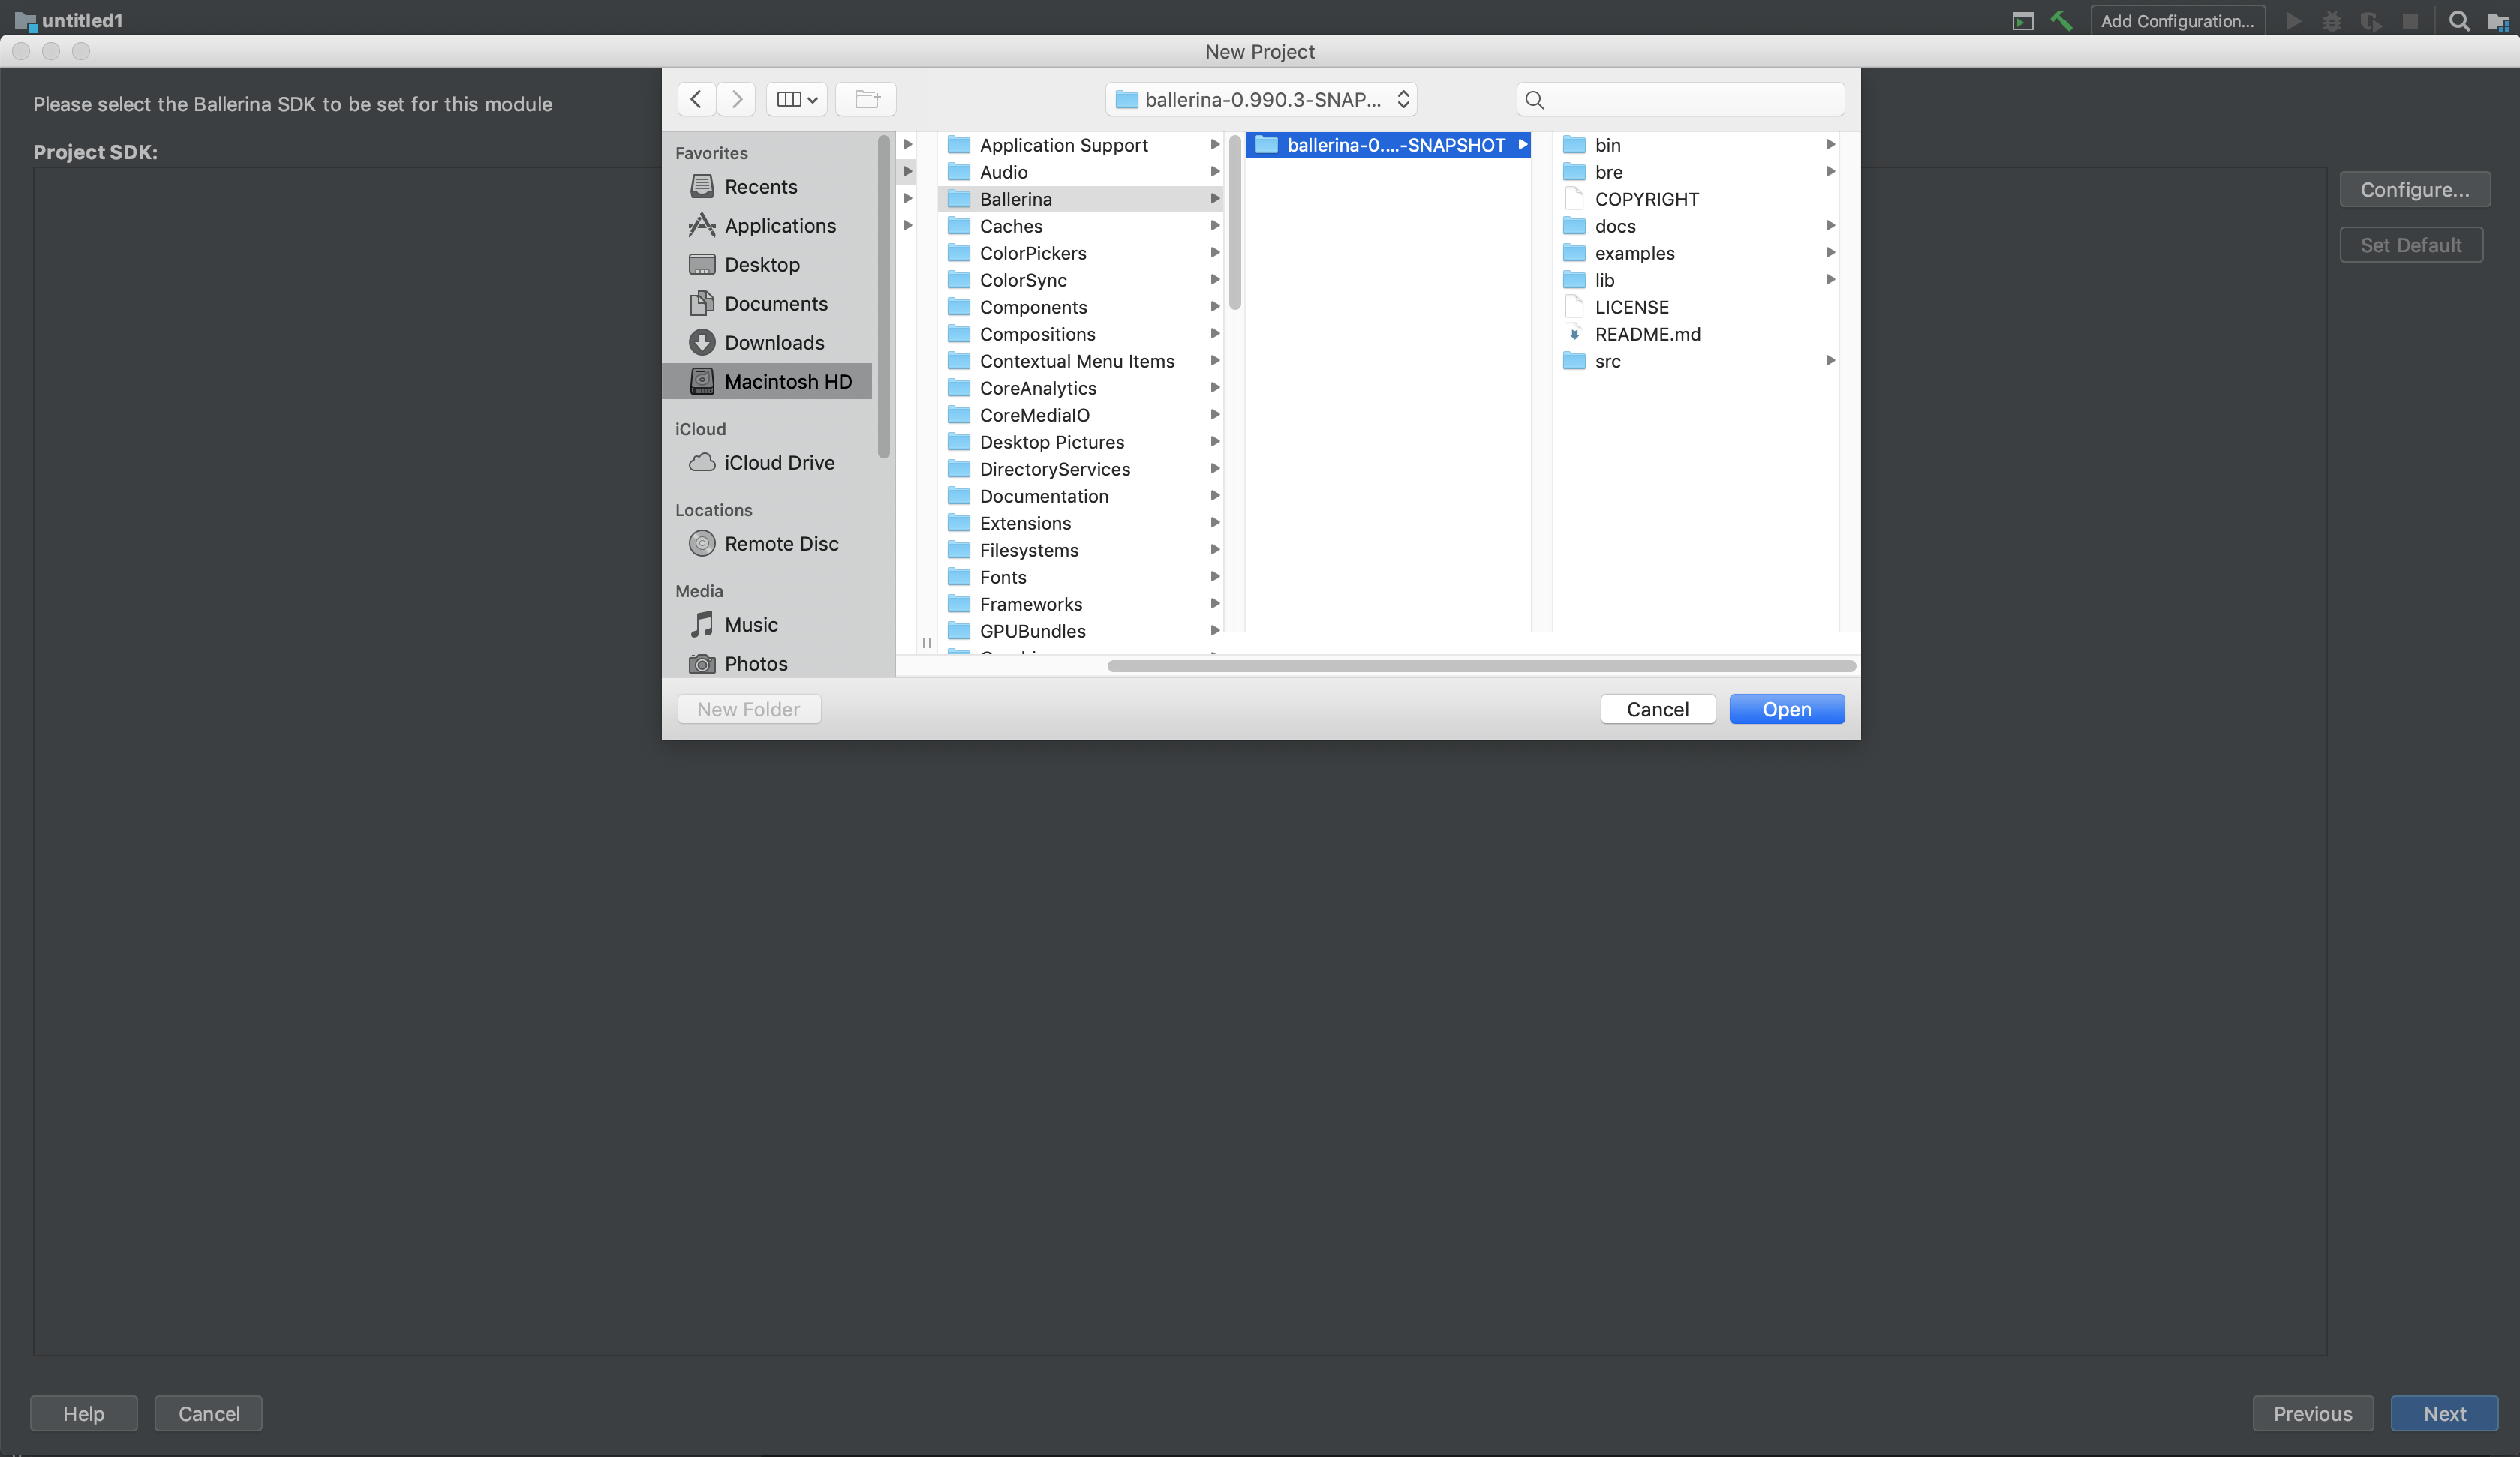 untitled1
Add Configuration...
New Project
Please select the Ballerina SDK to be set for this module
Project SDK:
Configure...
Set Default
ballerina-0.990.3-SNAP...
Favorites
Recents
Applications
Desktop
Documents
Downloads
Macintosh HD
iCloud
iCloud Drive
Locations
Remote Disc
Media
Music
Photos
Application Support
Audio
Ballerina
Caches
ColorPickers
ColorSync
Components
Compositions
Contextual Menu Items
CoreAnalytics
CoreMediaIO
Desktop Pictures
DirectoryServices
Documentation
Extensions
Filesystems
Fonts
Frameworks
GPUBundles
ballerina-0....-SNAPSHOT
bin
bre
COPYRIGHT
docs
examples
lib
LICENSE
README.md
src
New Folder
Cancel
Open
Help
Cancel
Previous
Next